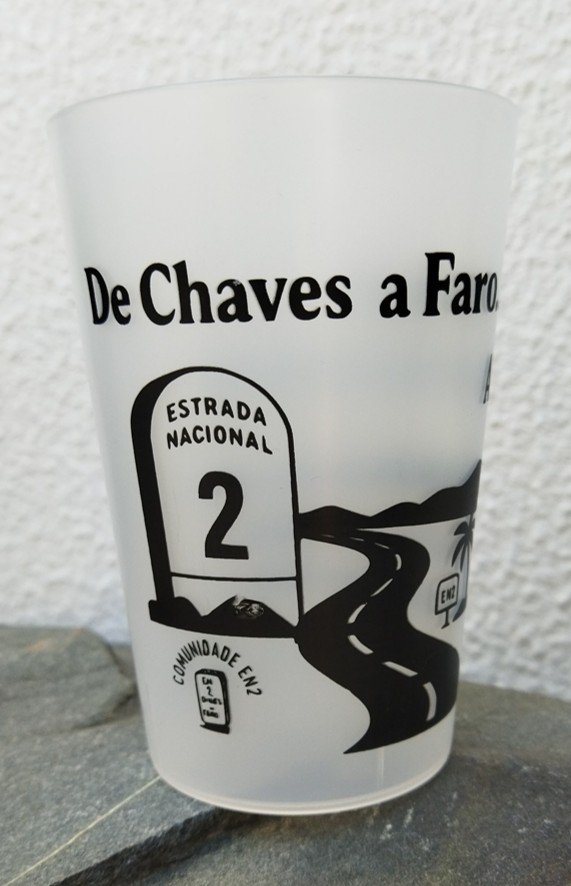 De Chaves a Faro.
A
ESTRADA
NACIONAL
2
EN2
COMUNIDADE EN2